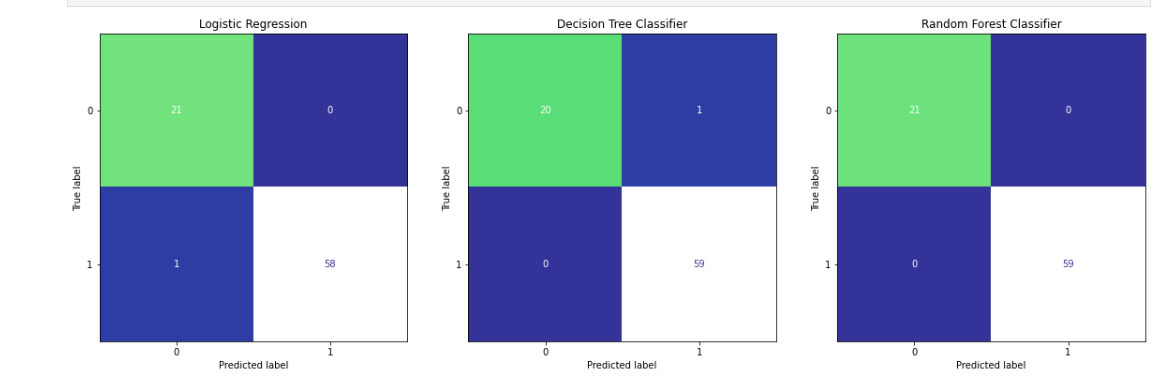 Logistic Regression
Decision Tree Classifier
Random Forest Classifier
True label
0
21
0
1
1
58
0
1
Predicted label
True label
0
20
1
1
0
59
0
1
Predicted label
True label
0
21
0
1
0
59
0
1
Predicted label